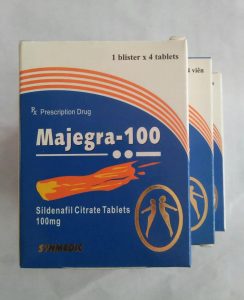 1 blister x 4 tablets
4 viên
Rx Prescription Drug
Majegra-100
Sildenafil Citrate Tablets
100mg
SYNMEDIC